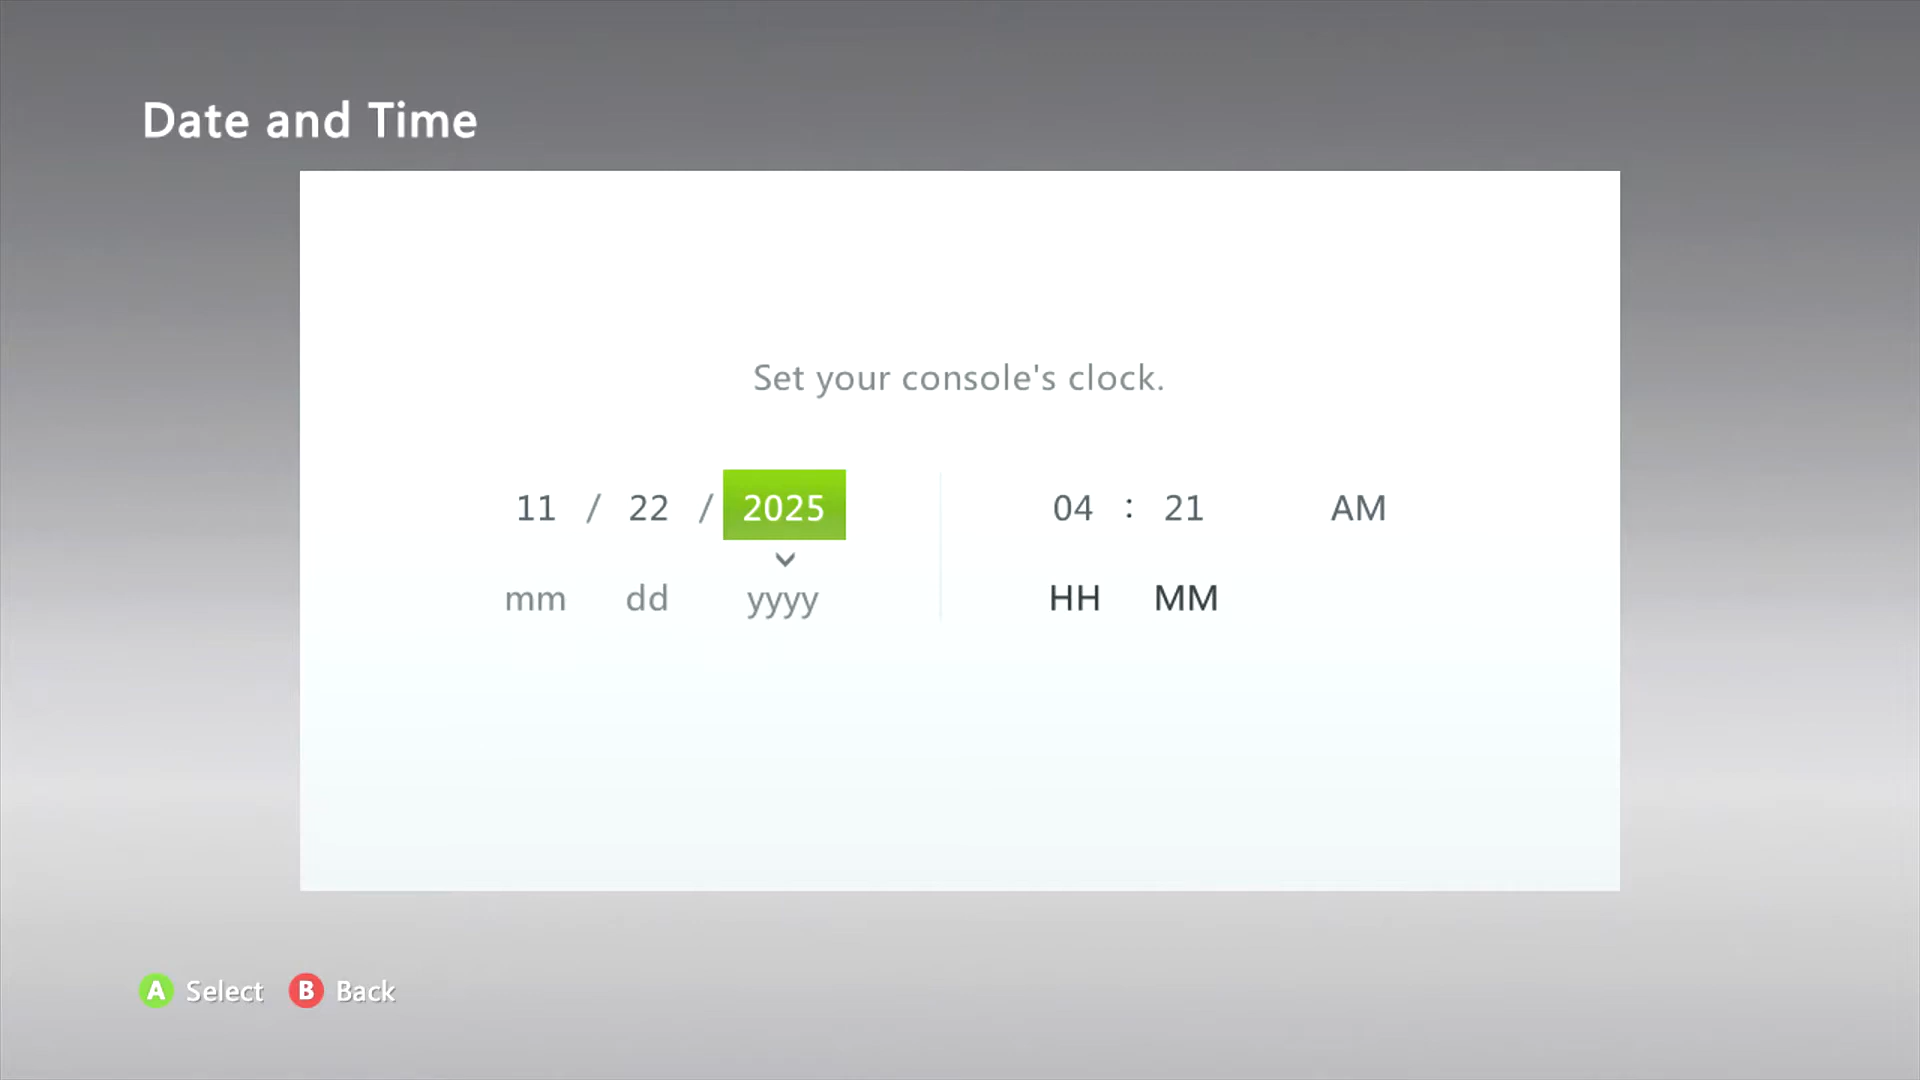 Date and Time
Set your console's clock.
11 / 22 / 2025 04 : 21 AM
mm dd yyyy HH MM
A Select B Back